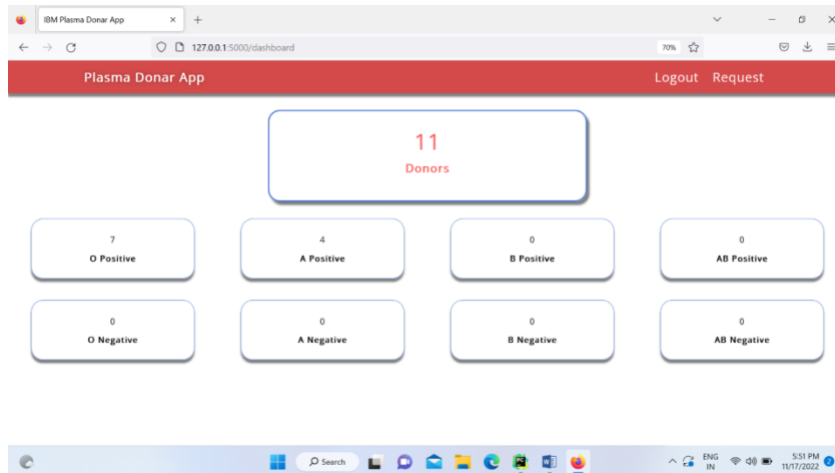 IBM Plasma Donar App
127.0.0.1:5000/dashboard
70%
Plasma Donar App
Logout Request
11
Donors
7
O Positive
4
A Positive
0
B Positive
0
AB Positive
0
O Negative
0
A Negative
0
B Negative
0
AB Negative
Search
ENG
IN
5:51 PM
11/17/2022
2